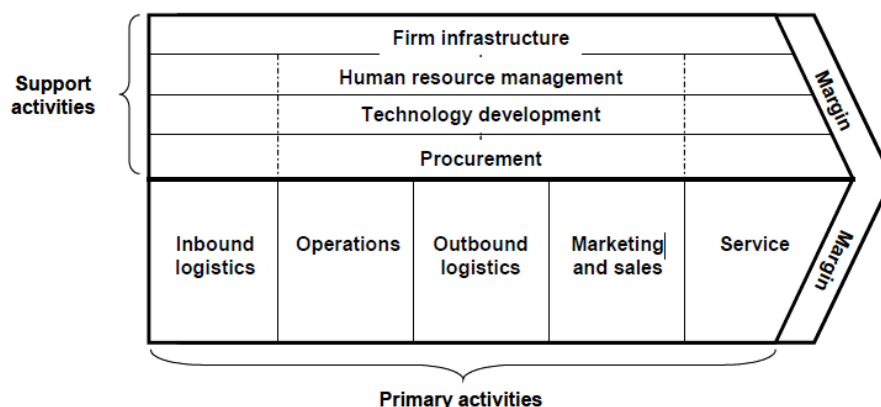 Firm infrastructure
Human resource management
Support
activities
Technology development
Procurement
Margin
Inbound
logistics
Operations
Outbound
logistics
Marketing
and sales
Service
Margin
Primary activities